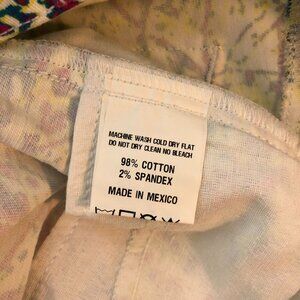 MACHINE WASH COLD DRY FLAT
DO NOT DRY CLEAN NO BLEACH
98% COTTON
2% SPANDEX
MADE IN MEXICO